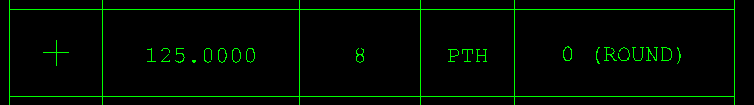 + 125.0000 8 PTH 0 (ROUND)